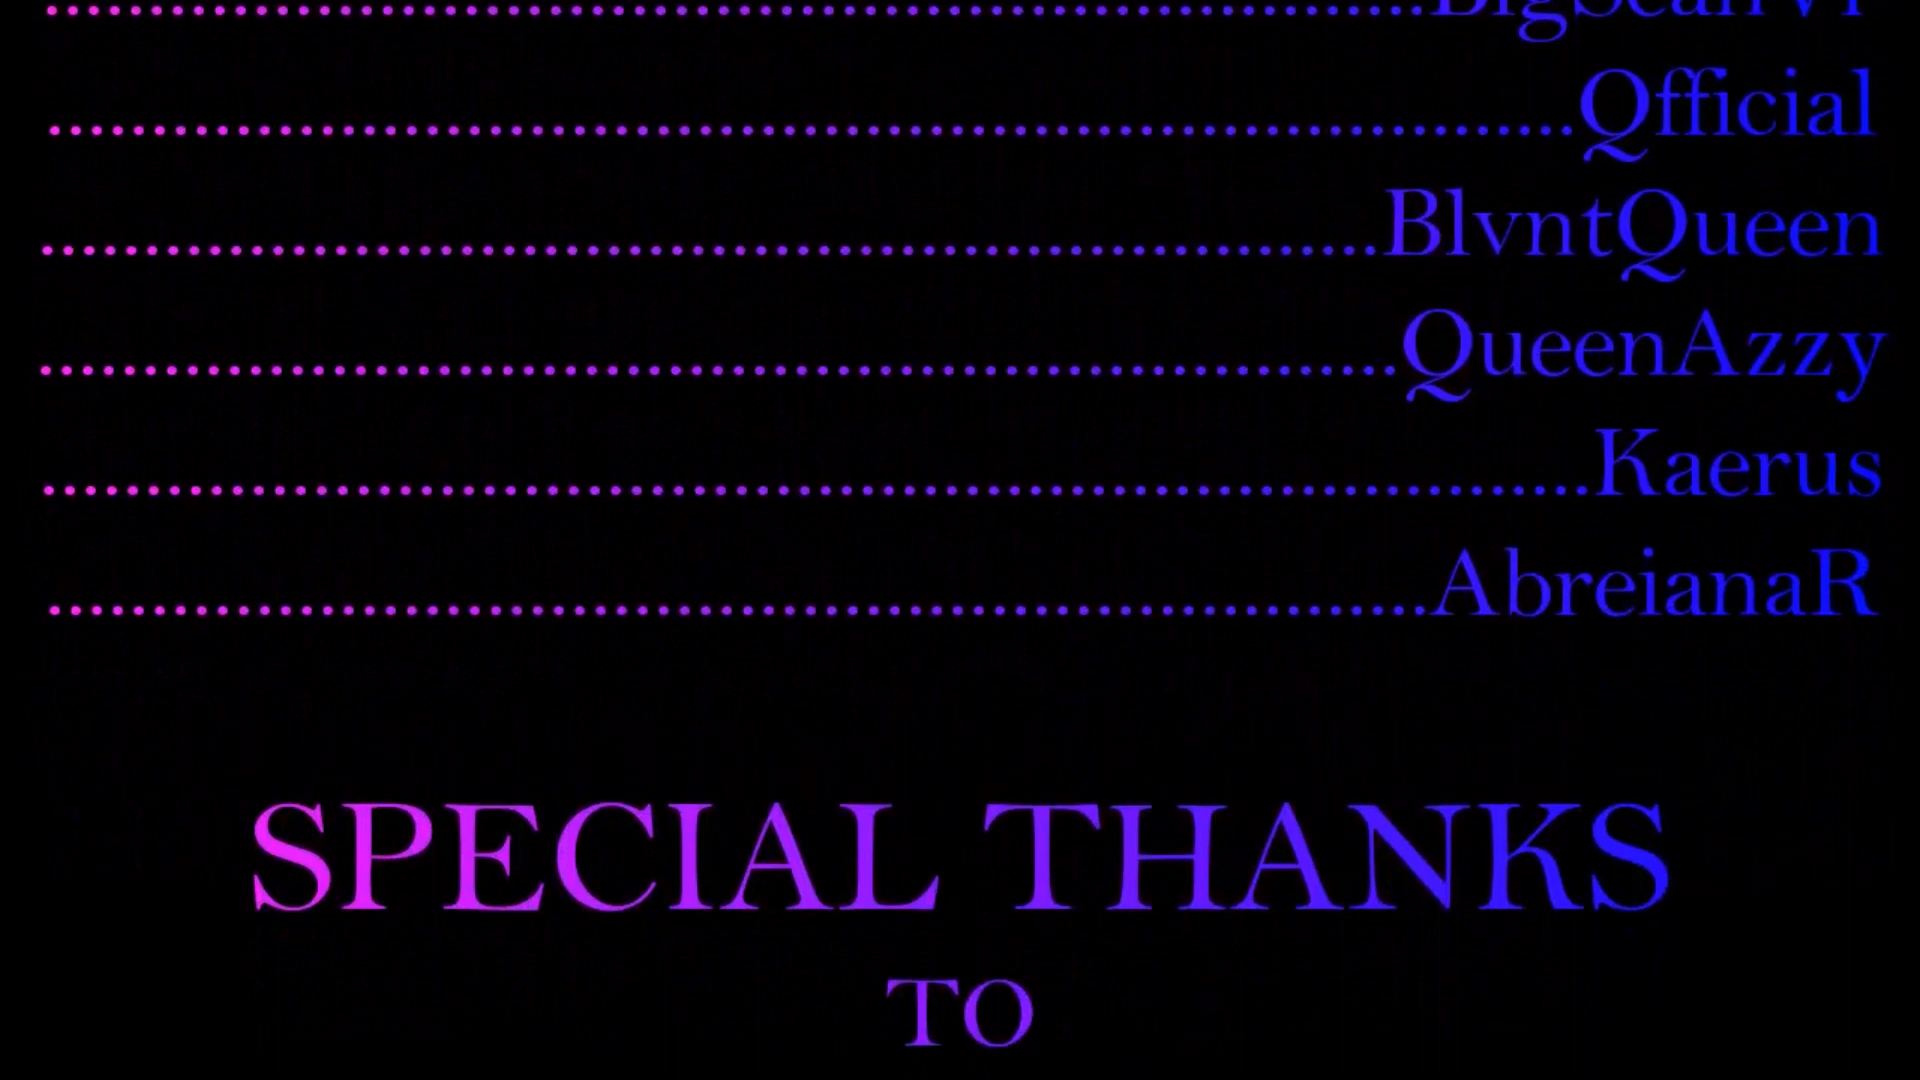 .................................................................
.........................................................................Qfficial
................................................................BlvntQueen
.................................................................QueenAzzy
..........................................................................Kaerus
..................................................................AbreianaR
SPECIAL THANKS
TO